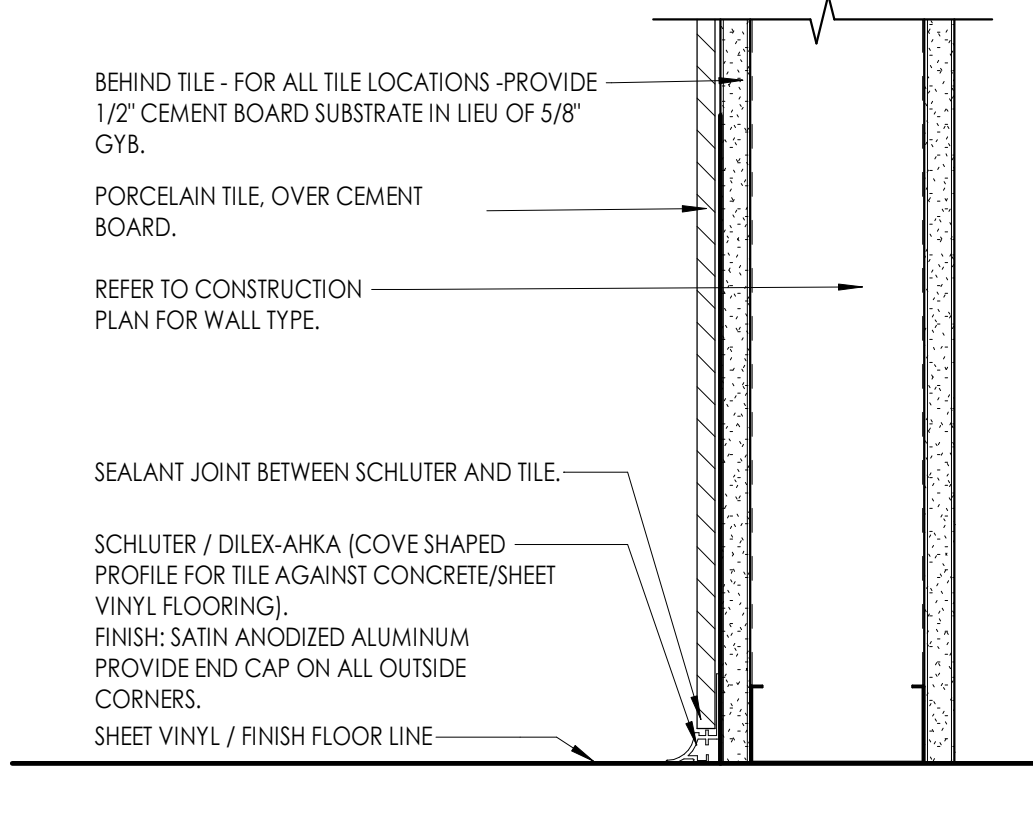 BEHIND TILE - FOR ALL TILE LOCATIONS -PROVIDE
1/2" CEMENT BOARD SUBSTRATE IN LIEU OF 5/8"
GYB.
PORCELAIN TILE, OVER CEMENT
BOARD.
REFER TO CONSTRUCTION
PLAN FOR WALL TYPE.
SEALANT JOINT BETWEEN SCHLUTER AND TILE.
SCHLUTER / DILEX-AHKA (COVE SHAPED
PROFILE FOR TILE AGAINST CONCRETE/SHEET
VINYL FLOORING).
FINISH: SATIN ANODIZED ALUMINUM
PROVIDE END CAP ON ALL OUTSIDE
CORNERS.
SHEET VINYL / FINISH FLOOR LINE